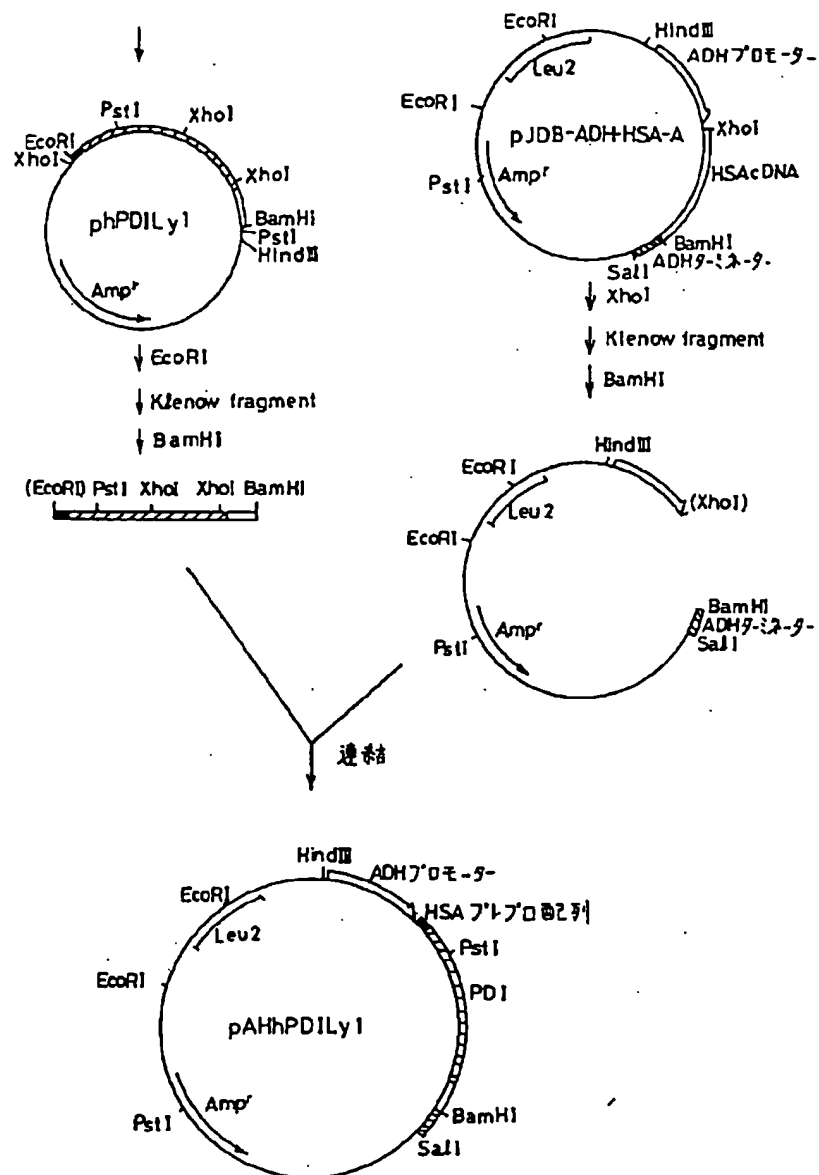 PstI
XhoI
EcoRI
XhoI
XhoI
phPDILy1
BamHI
PstI
HindIII
Ampr
EcoRI
Klenow fragment
BamHI
(EcoRI) PstI XhoI XhoI BamHI
EcoRI
HindIII
ADHプロモーター
Leu2
EcoRI
pJDB-ADH-HSA-A
XhoI
HSAcDNA
PstI
Ampr
BamHI
SalI
ADHターミネーター
XhoI
Klenow fragment
BamHI
HindIII
EcoRI
Leu2
(XhoI)
EcoRI
BamHI
ADHターミネーター
SalI
PstI
Ampr
連結
HindIII
ADHプロモーター
EcoRI
HSAプレプロ配列
Leu2
PstI
EcoRI
PDI
pAHhPDILy1
Ampr
PstI
BamHI
SalI